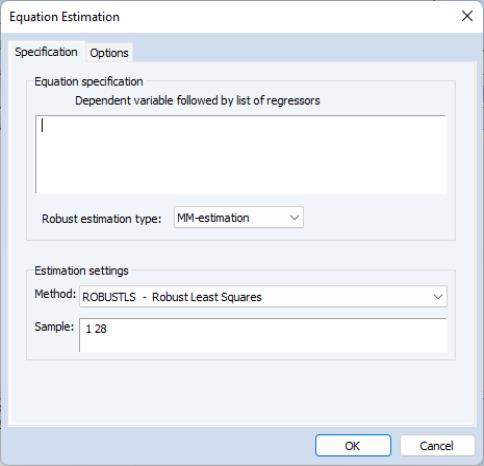 Equation Estimation
Specification Options
Equation specification
Dependent variable followed by list of regressors
Robust estimation type: MM-estimation
Estimation settings
Method: ROBUSTLS - Robust Least Squares
Sample: 1 28
OK Cancel